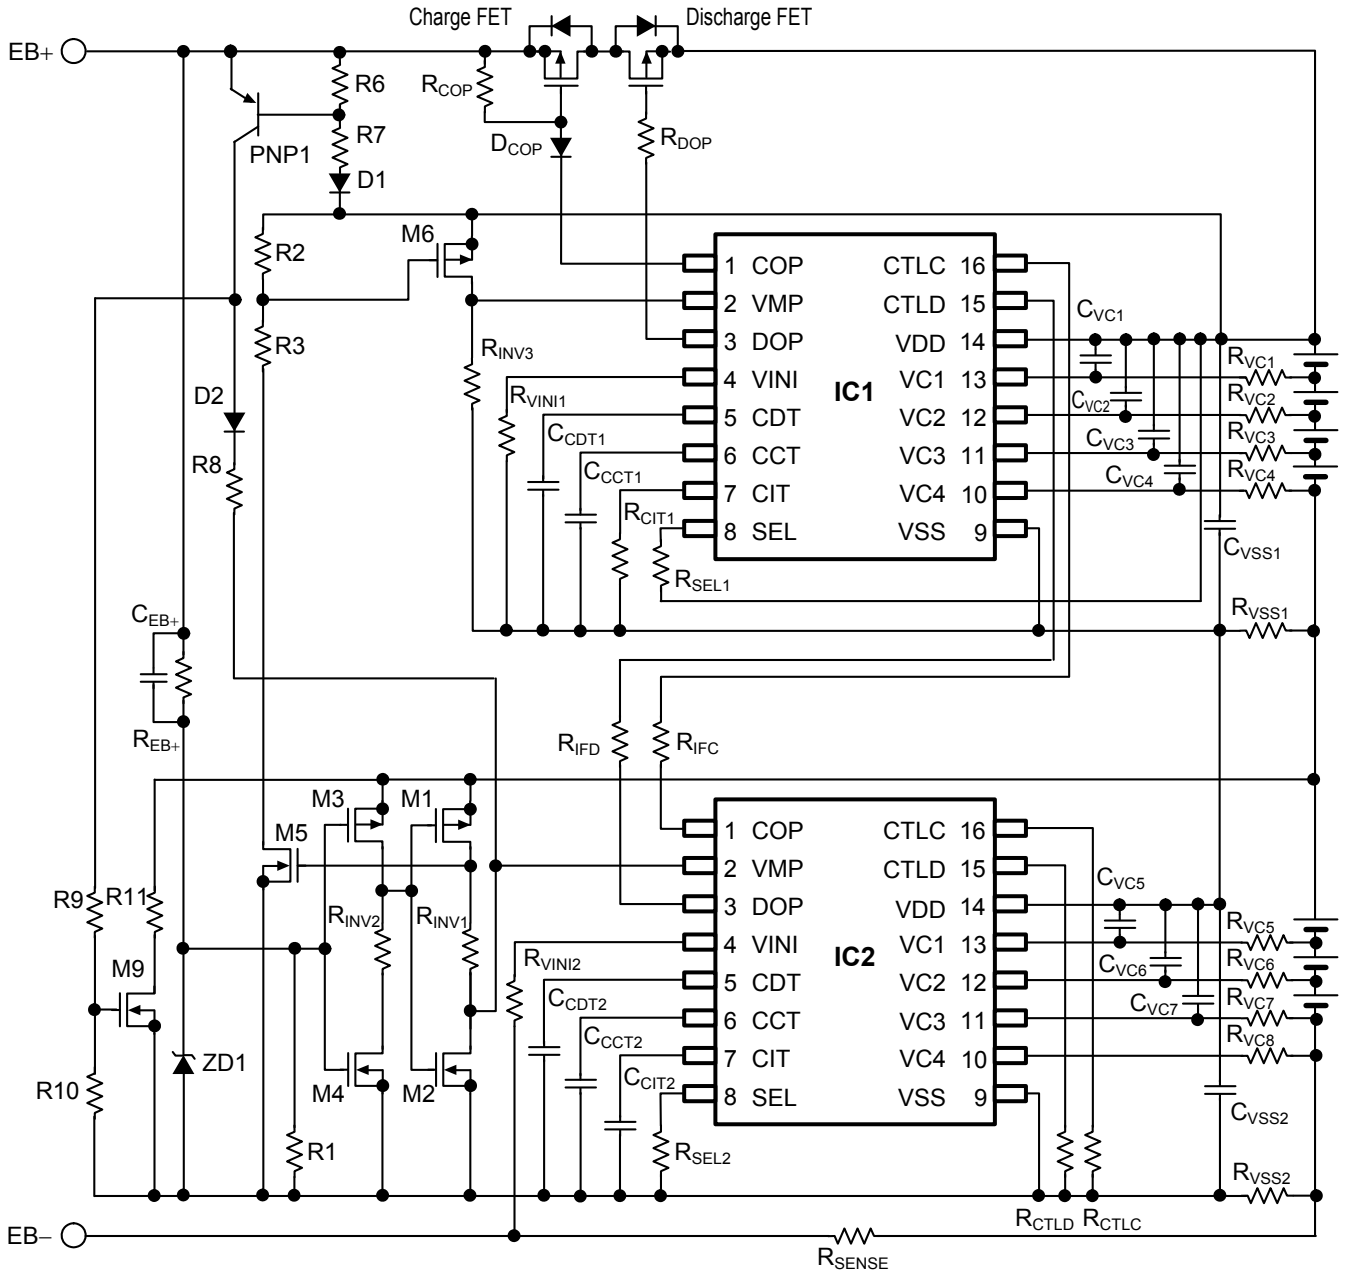 Charge FET
Discharge FET
EB+
R6
RCOP
R7
DCOP
RDOP
PNP1
D1
M6
R2
1 COP
CTLC 16
2 VMP
CTLD 15
CVC1
3 DOP
VDD 14
R3
RINV3
RVC1
4 VINI
IC1
VC1 13
RVINI1
D2
CVC2
RVC2
5 CDT
VC2 12
CCDT1
CVC3
RVC3
6 CCT
VC3 11
R8
CCCT1
CVC4
RVC4
7 CIT
VC4 10
RCIT1
8 SEL
VSS 9
CVSS1
RSEL1
CEB+
RVSS1
REB+
RIFD
RIFC
M3
M1
M5
1 COP
CTLC 16
2 VMP
CTLD 15
CVC5
R9
R11
3 DOP
VDD 14
RINV2
RINV1
RVC5
4 VINI
IC2
VC1 13
RVINI2
M9
CVC6
RVC6
5 CDT
VC2 12
CCDT2
CVC7
RVC7
6 CCT
VC3 11
CCCT2
RVC8
ZD1
7 CIT
VC4 10
CCIT2
R10
M4
M2
8 SEL
VSS 9
CVSS2
R1
RSEL2
RVSS2
RCTLD
RCTLC
EB−
RSENSE